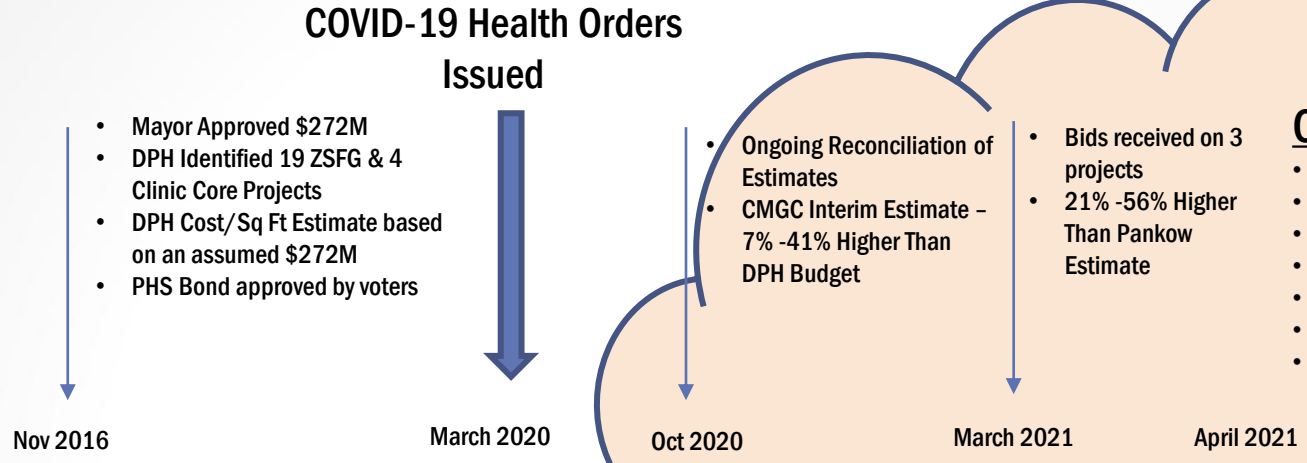 COVID-19 Health Orders
Issued
• Mayor Approved $272M
• DPH Identified 19 ZSFG & 4
Clinic Core Projects
• DPH Cost/Sq Ft Estimate based
on an assumed $272M
• PHS Bond approved by voters
• Ongoing Reconciliation of
Estimates
• CMGC Interim Estimate –
7% -41% Higher Than
DPH Budget
• Bids received on 3
projects
• 21% -56% Higher
Than Pankow
Estimate
Nov 2016
March 2020
Oct 2020
March 2021
April 2021